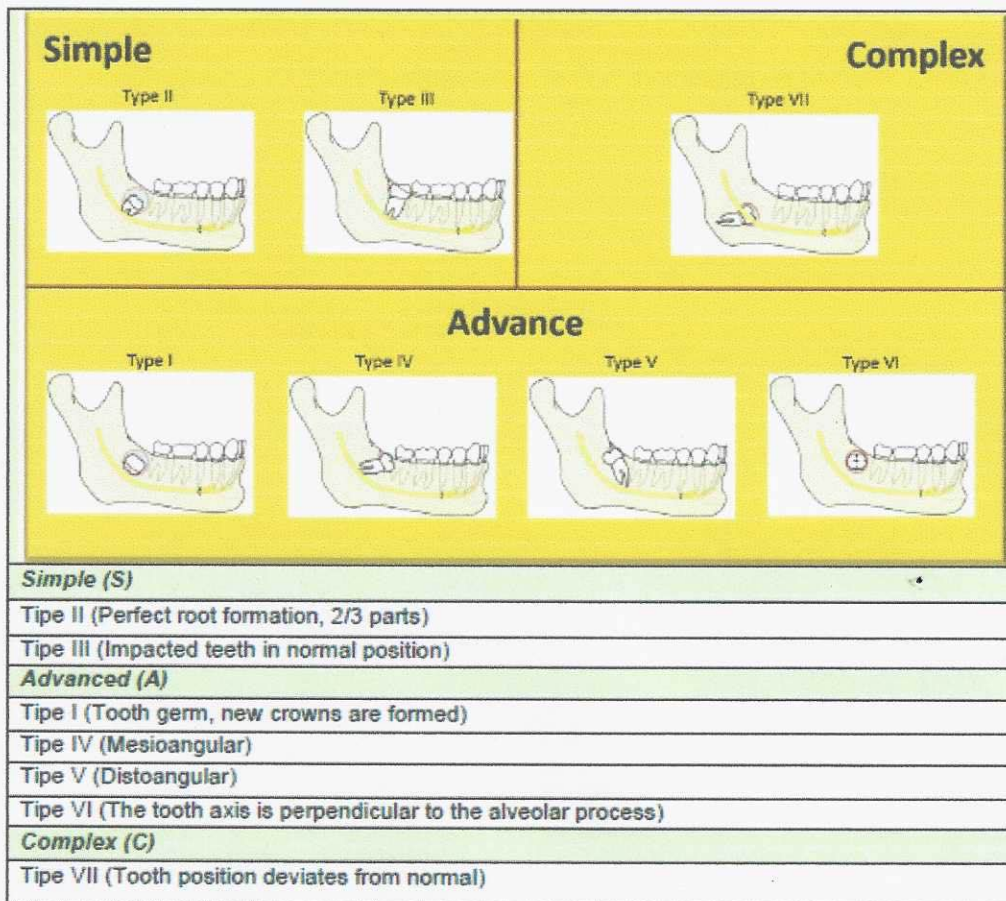 Simple
Complex
Type II
Type III
Type VII
Advance
Type I
Type IV
Type V
Type VI
Simple (S)
Tipe II (Perfect root formation, 2/3 parts)
Tipe III (Impacted teeth in normal position)
Advanced (A)
Tipe I (Tooth germ, new crowns are formed)
Tipe IV (Mesioangular)
Tipe V (Distoangular)
Tipe VI (The tooth axis is perpendicular to the alveolar process)
Complex (C)
Tipe VII (Tooth position deviates from normal)